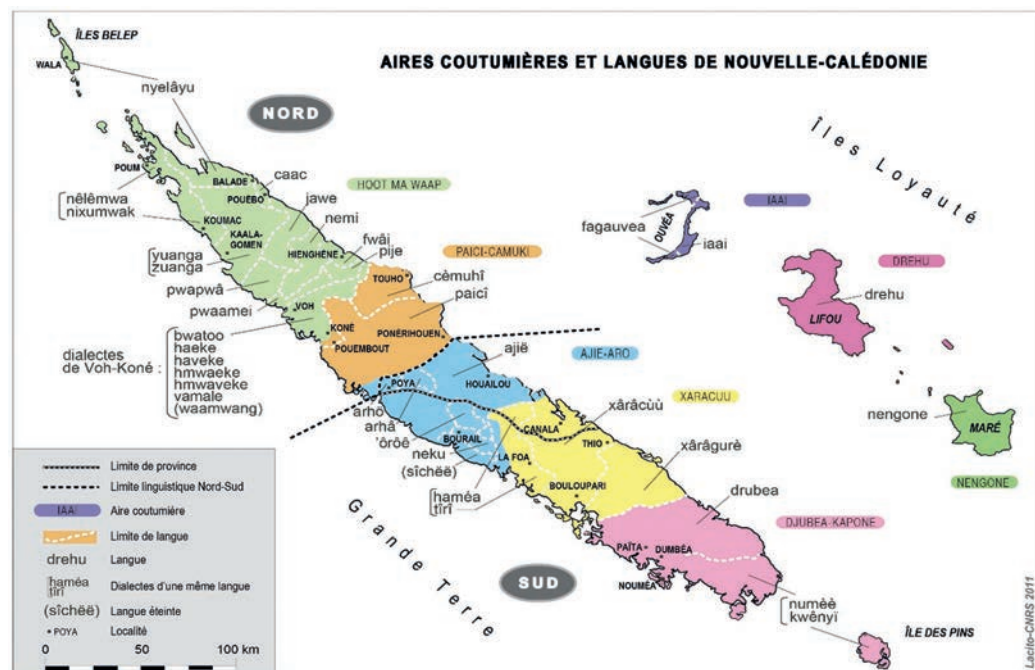 AIRES COUTUMIÈRES ET LANGUES DE NOUVELLE-CALÉDONIE
ÎLES BELEP
WALA
nyelâyu
NORD
POUM
BALADE
caac
POUÉBO
HOOT MA WAAP
jawe
nêlêmwa
nixumwak
KOUMAC
nemi
KAALA-
GOMEN
fwâi
HIENGHÈNE
pije
PAICI-CAMUKI
yuanga
zuanga
TOUHO
cèmuhî
pwapwâ
paicî
pwaamei
VOH
dialectes
de Voh-Koné :
bwatoo
haeke
haveke
hmwaeke
hmwaveke
vamale
(waamwang)
KONÉ
PONÉRIHOUEN
POUEMBOUT
Îles Loyauté
IAAI
OUVÉA
fagauvea
iaai
DREHU
drehu
LIFOU
nengone
MARÉ
NENGONE
ajië
AJIE-ARO
POYA
HOUAILOU
XARACUU
arhö
arhâ
'ôrôê
neku
(sîchëë)
BOURAIL
CANALA
xârâcùù
THIO
LA FOA
xârâgurè
haméa
tîrî
BOULOUPARI
drubea
DJUBEA-KAPONE
PAÏTA
DUMBÉA
NOUMÉA
Grande Terre
SUD
numèè
kwênyï
ÎLE DES PINS
Limite de province
Limite linguistique Nord-Sud
IAAI Aire coutumière
Limite de langue
drehu Langue
haméa
tîrî
Dialectes d'une même langue
(sîchëë) Langue éteinte
POYA Localité
0 20 40 60 80 100 km
Lapito-CNRS 2011